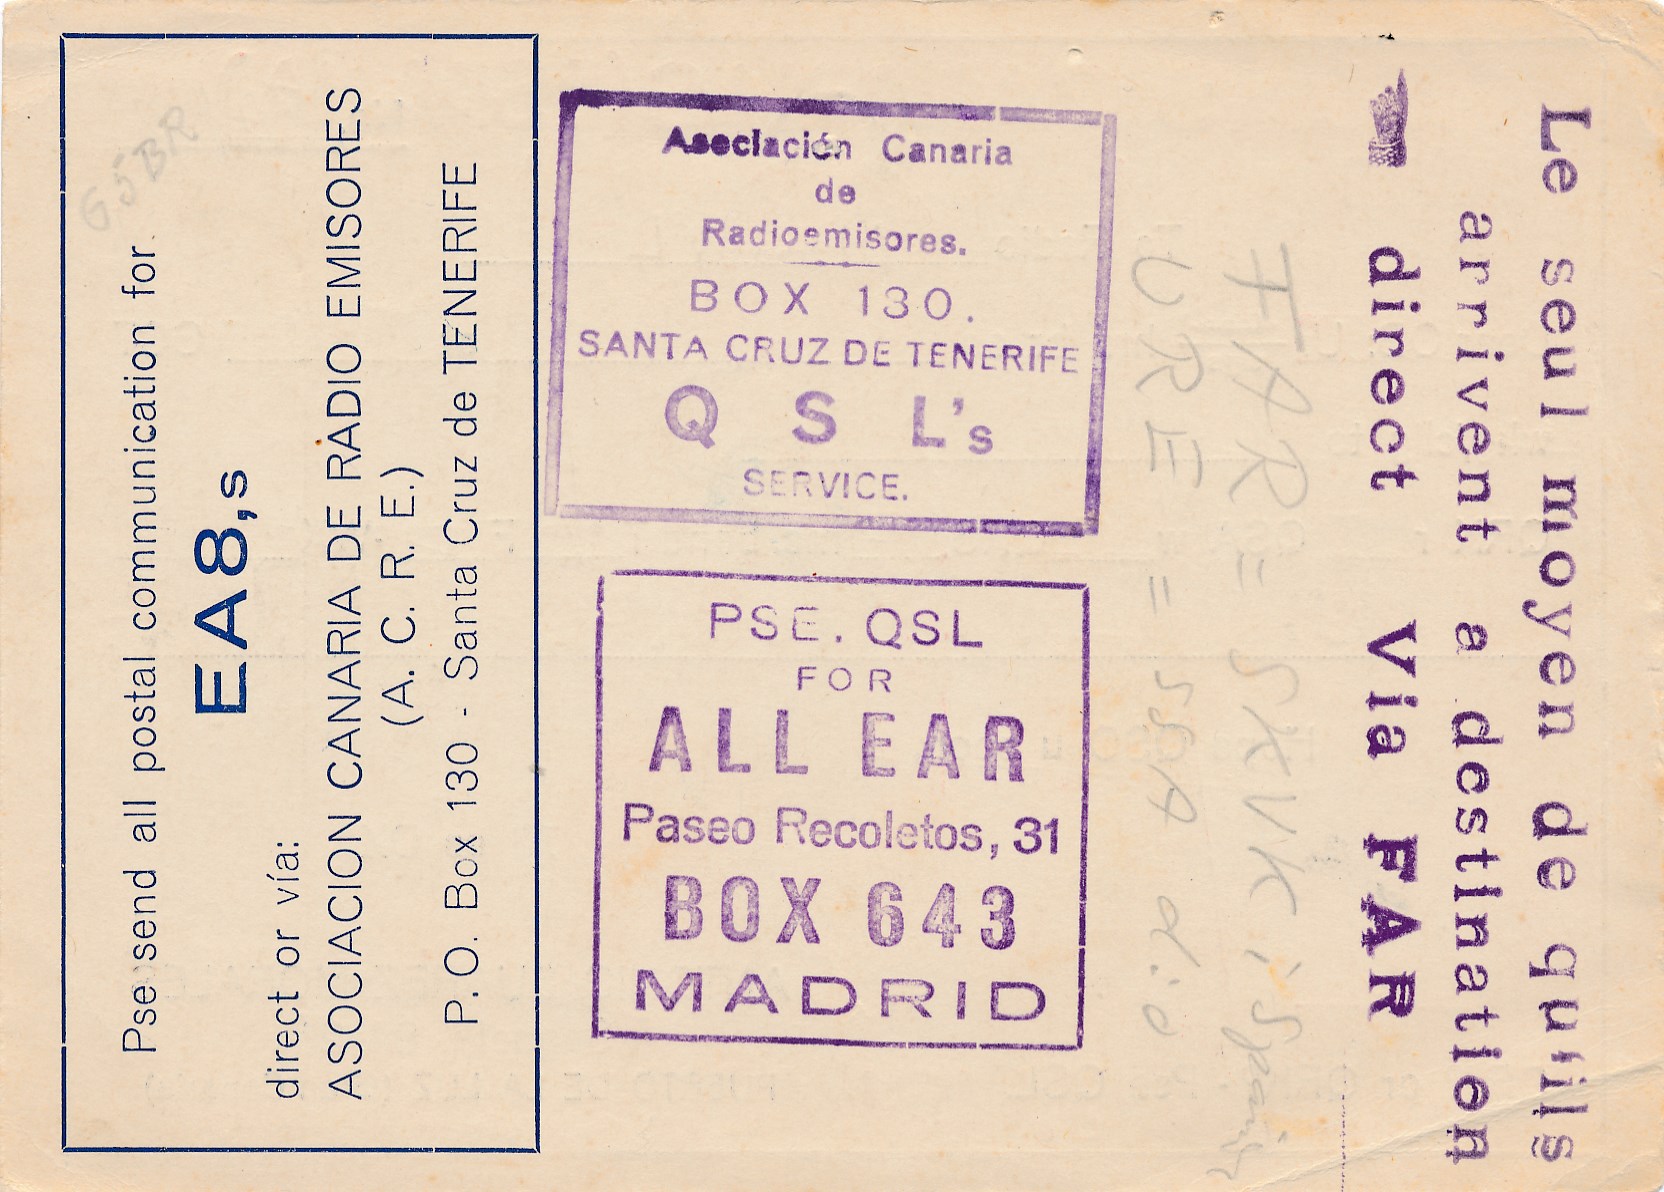 Pse send all postal communication for
EA8,s
direct or vía:
ASOCIACION CANARIA DE RADIO EMISORES
(A. C. R. E.)
P. O. Box 130 - Santa Cruz de TENERIFE
Asociación Canaria
de
Radioemisores.
BOX 130.
SANTA CRUZ DE TENERIFE
Q S L's
SERVICE.
PSE. QSL
FOR
ALL EAR
Paseo Recoletos, 31
BOX 643
MADRID
URE =
FAR =
Le seul moyen de qu'ils
arrivent a destination
direct Via FAR